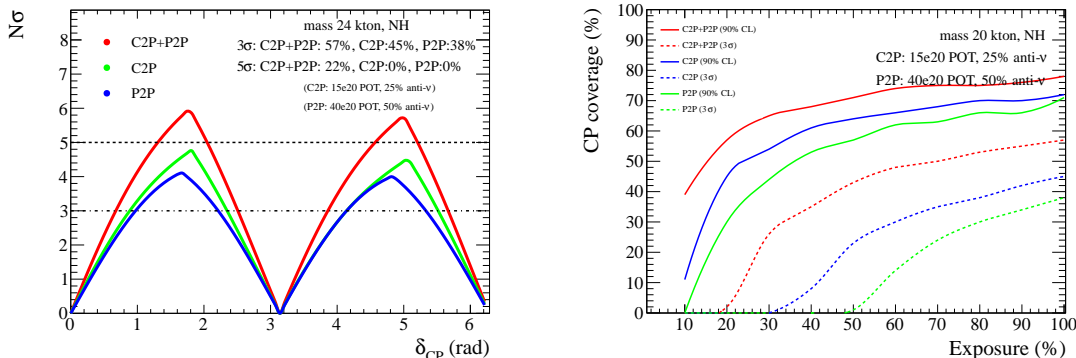 Nσ
8
7
6
5
4
3
2
1
0
0
1
2
3
4
5
6
δCP (rad)
mass 24 kton, NH
C2P+P2P
C2P
P2P
3σ: C2P+P2P: 57%, C2P:45%, P2P:38%
5σ: C2P+P2P: 22%, C2P:0%, P2P:0%
(C2P: 15e20 POT, 25% anti-ν)
(P2P: 40e20 POT, 50% anti-ν)
CP coverage (%)
100
90
80
70
60
50
40
30
20
10
0
10
20
30
40
50
60
70
80
90
100
Exposure (%)
C2P+P2P (90% CL)
C2P+P2P (3σ)
C2P (90% CL)
C2P (3σ)
P2P (90% CL)
P2P (3σ)
mass 20 kton, NH
C2P: 15e20 POT, 25% anti-ν
P2P: 40e20 POT, 50% anti-ν